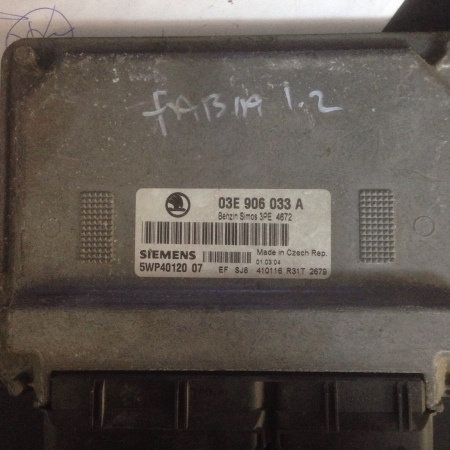 FABIA 1.2
03E 906 033 A
Benzin Simos 3PE 4672
SIEMENS
Made in Czech Rep.
5WP40120 07
01 03 04
EF SJ8 410116 R31T 2679